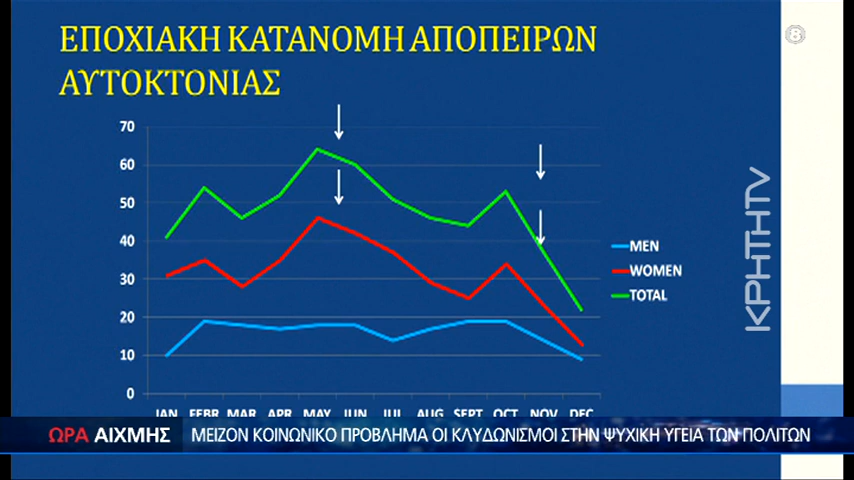 ΕΠΟΧΙΑΚΗ ΚΑΤΑΝΟΜΗ ΑΠΟΠΕΙΡΩΝ
ΑΥΤΟΚΤΟΝΙΑΣ
8
70
60
50
40
30
20
10
0
JAN FEBR MAR APR MAY JUN JUL AUG SEPT OCT NOV DEC
MEN
WOMEN
TOTAL
ΚΡΗΤΗTV
ΩΡΑ ΑΙΧΜΗΣ ΜΕΙΖΟΝ ΚΟΙΝΩΝΙΚΟ ΠΡΟΒΛΗΜΑ ΟΙ ΚΛΥΔΩΝΙΣΜΟΙ ΣΤΗΝ ΨΥΧΙΚΗ ΥΓΕΙΑ ΤΩΝ ΠΟΛΙΤΩΝ